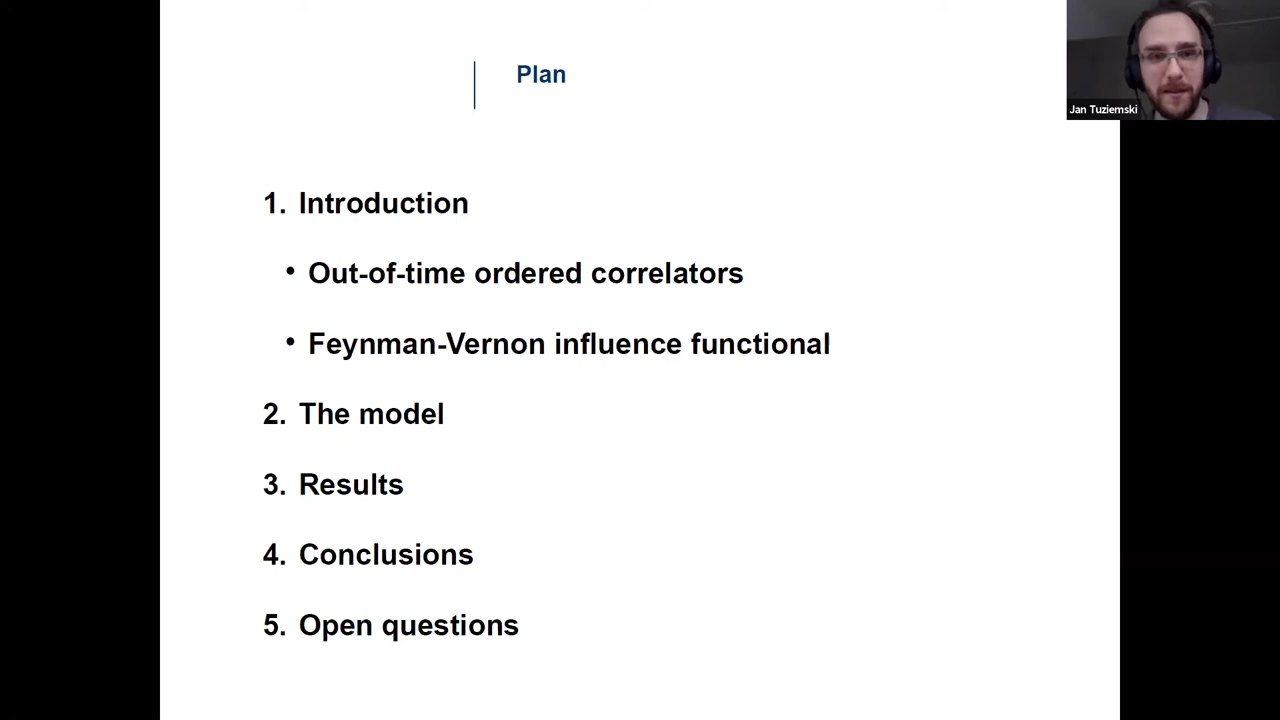 Plan
Jan Tuziemski
1. Introduction
• Out-of-time ordered correlators
• Feynman-Vernon influence functional
2. The model
3. Results
4. Conclusions
5. Open questions